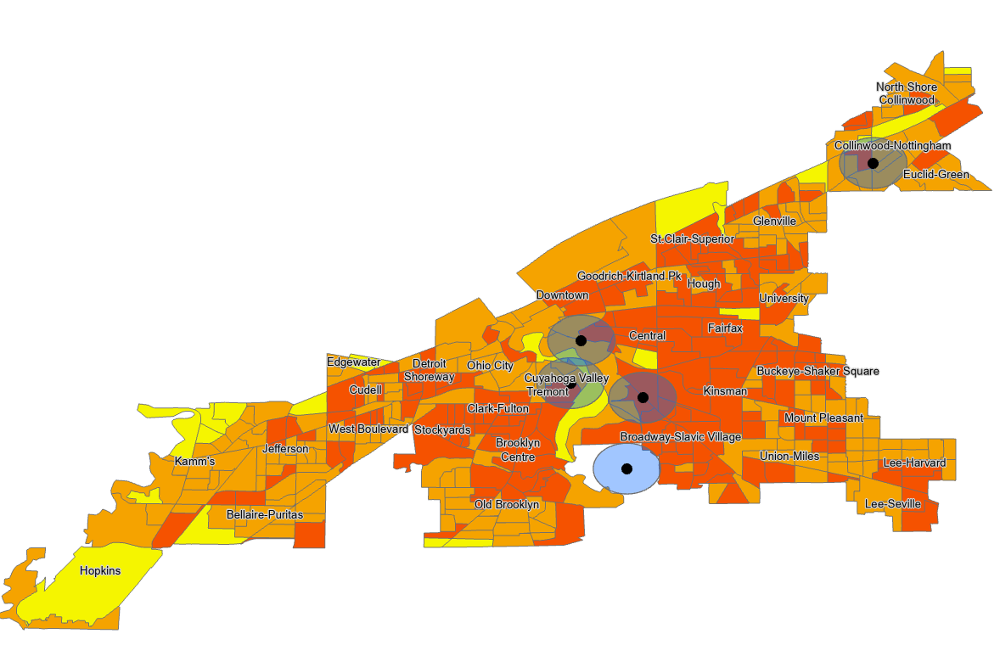 North Shore
Collinwood
Collinwood-Nottingham
Euclid-Green
Glenville
St.Clair-Superior
Goodrich-Kirtland Pk
Hough
Downtown
University
Fairfax
Central
Edgewater
Detroit
Shoreway
Ohio City
Buckeye-Shaker Square
Cuyahoga Valley
Tremont
Cudell
Kinsman
Clark-Fulton
Mount Pleasant
West Boulevard
Stockyards
Broadway-Slavic Village
Brooklyn
Centre
Jefferson
Kamm's
Union-Miles
Lee-Harvard
Old Brooklyn
Lee-Seville
Bellaire-Puritas
Hopkins